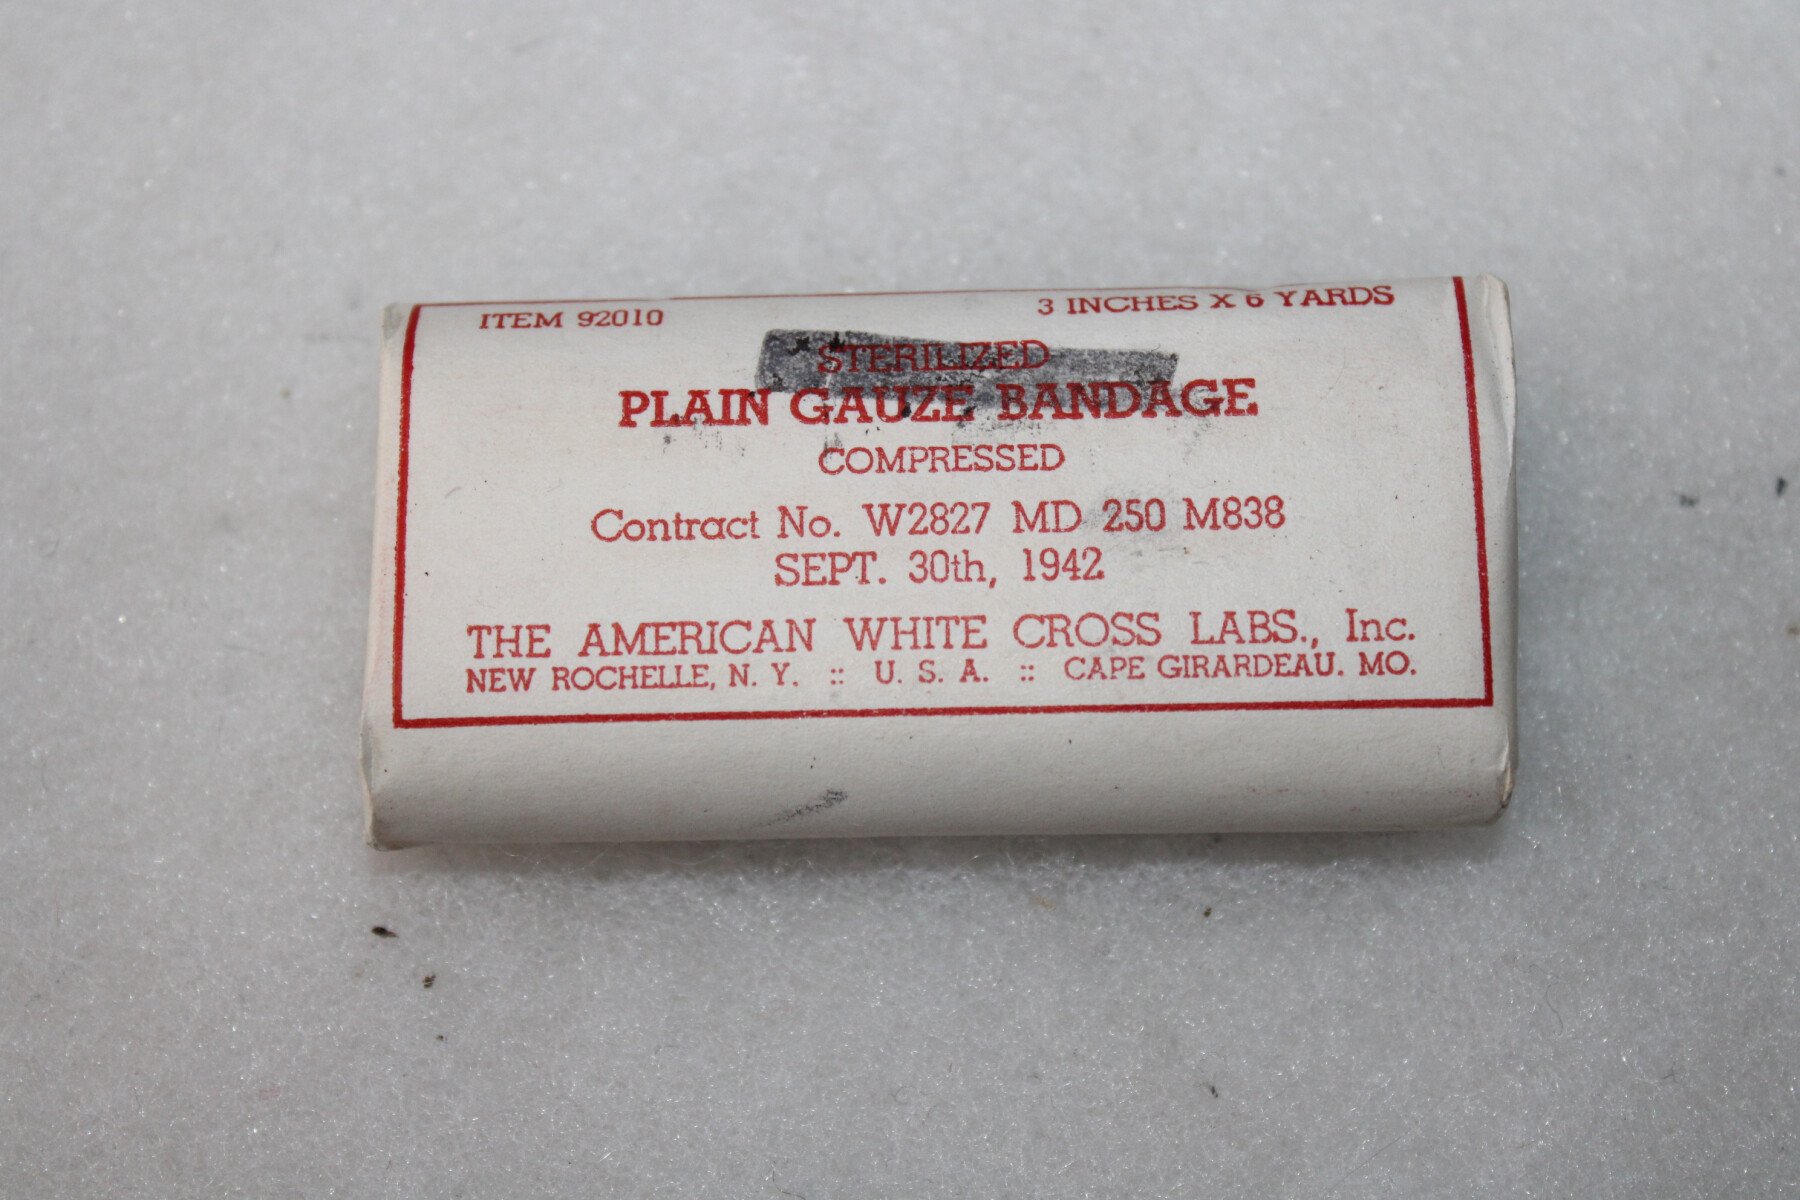 ITEM 92010 3 INCHES X 6 YARDS
STERILIZED
PLAIN GAUZE BANDAGE
COMPRESSED
Contract No. W2827 MD 250 M838
SEPT. 30th, 1942
THE AMERICAN WHITE CROSS LABS., Inc.
NEW ROCHELLE, N. Y. :: U. S. A. :: CAPE GIRARDEAU. MO.